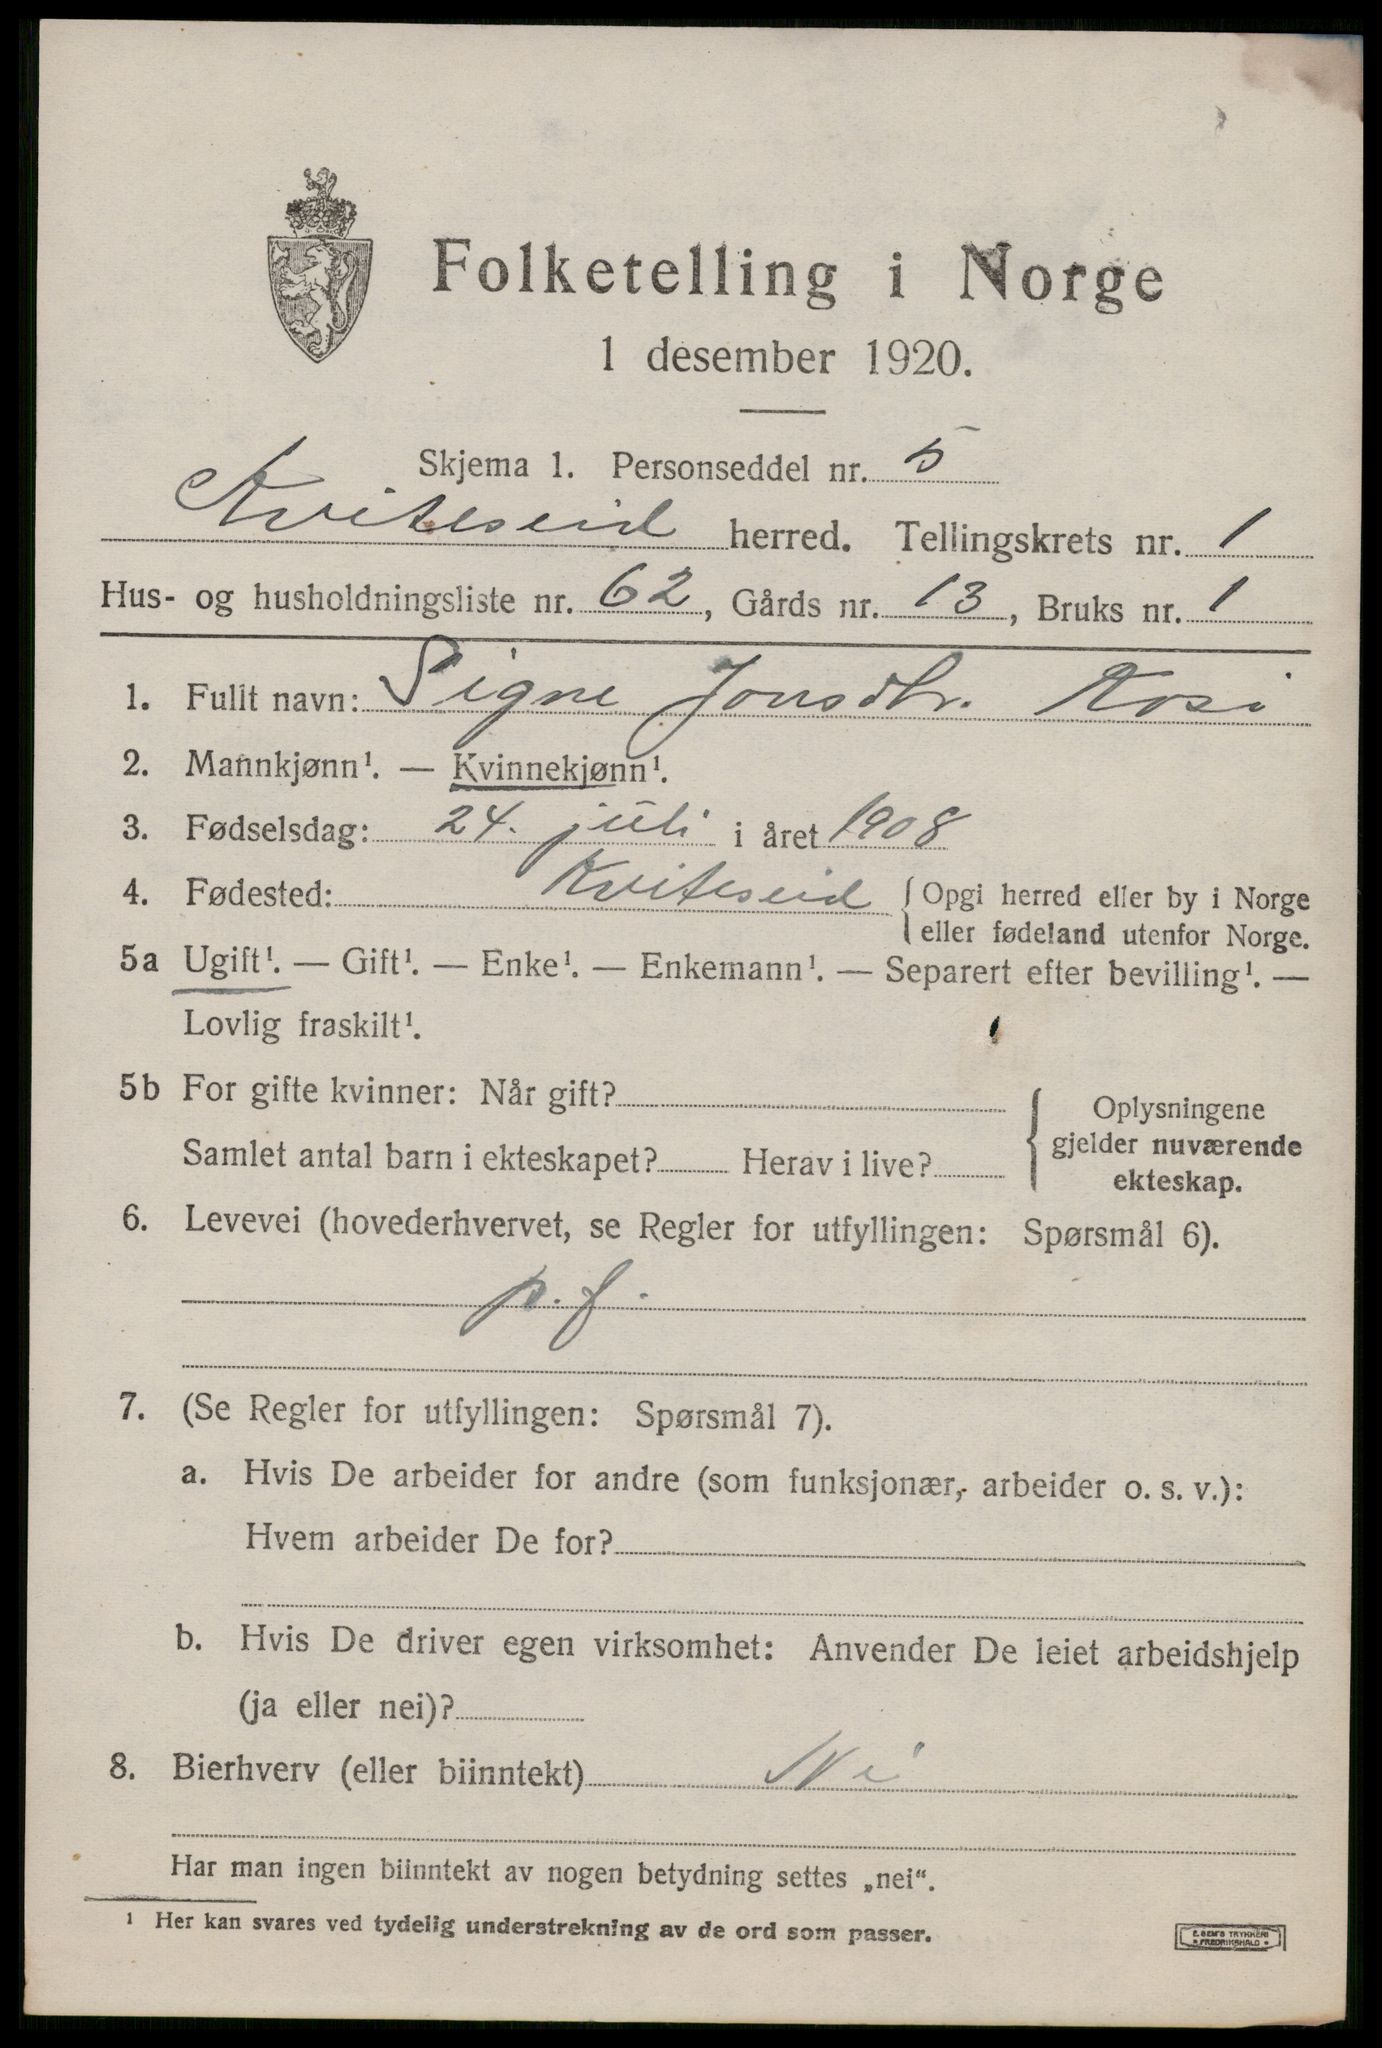 Folketelling i Norge
1 desember 1920.
Skjema 1. Personseddel nr. 5
Kviteseid herred. Tellingskrets nr. 1
Hus- og husholdningsliste nr. 62, Gårds nr. 13, Bruks nr. 1
1. Fullt navn: Signe Jonsdtr.
2. Mannkjønn¹. — Kvinnekjønn¹.
3. Fødselsdag: 24. juli i året 1908
4. Fødested: Kviteseid { Opgi herred eller by i Norge
eller fødeland utenfor Norge.
5a Ugift¹. — Gift¹. — Enke¹. — Enkemann¹. — Separert efter bevilling¹. —
Lovlig fraskilt¹.
5b For gifte kvinner: Når gift? { Oplysningene
gjelder nuværende
Samlet antal barn i ekteskapet? Herav i live?
ekteskap.
6. Levevei (hovederhvervet, se Regler for utfyllingen: Spørsmål 6).
p. f.
7. (Se Regler for utfyllingen: Spørsmål 7).
a. Hvis De arbeider for andre (som funksjonær, arbeider o. s. v.):
Hvem arbeider De for?
b. Hvis De driver egen virksomhet: Anvender De leiet arbeidshjelp
(ja eller nei)?
8. Bierhverv (eller biinntekt)
Har man ingen biinntekt av nogen betydning settes „nei“.
¹ Her kan svares ved tydelig understrekning av de ord som passer.
E. SEM'S TRYKKERI
* FREDRIKSHALD *